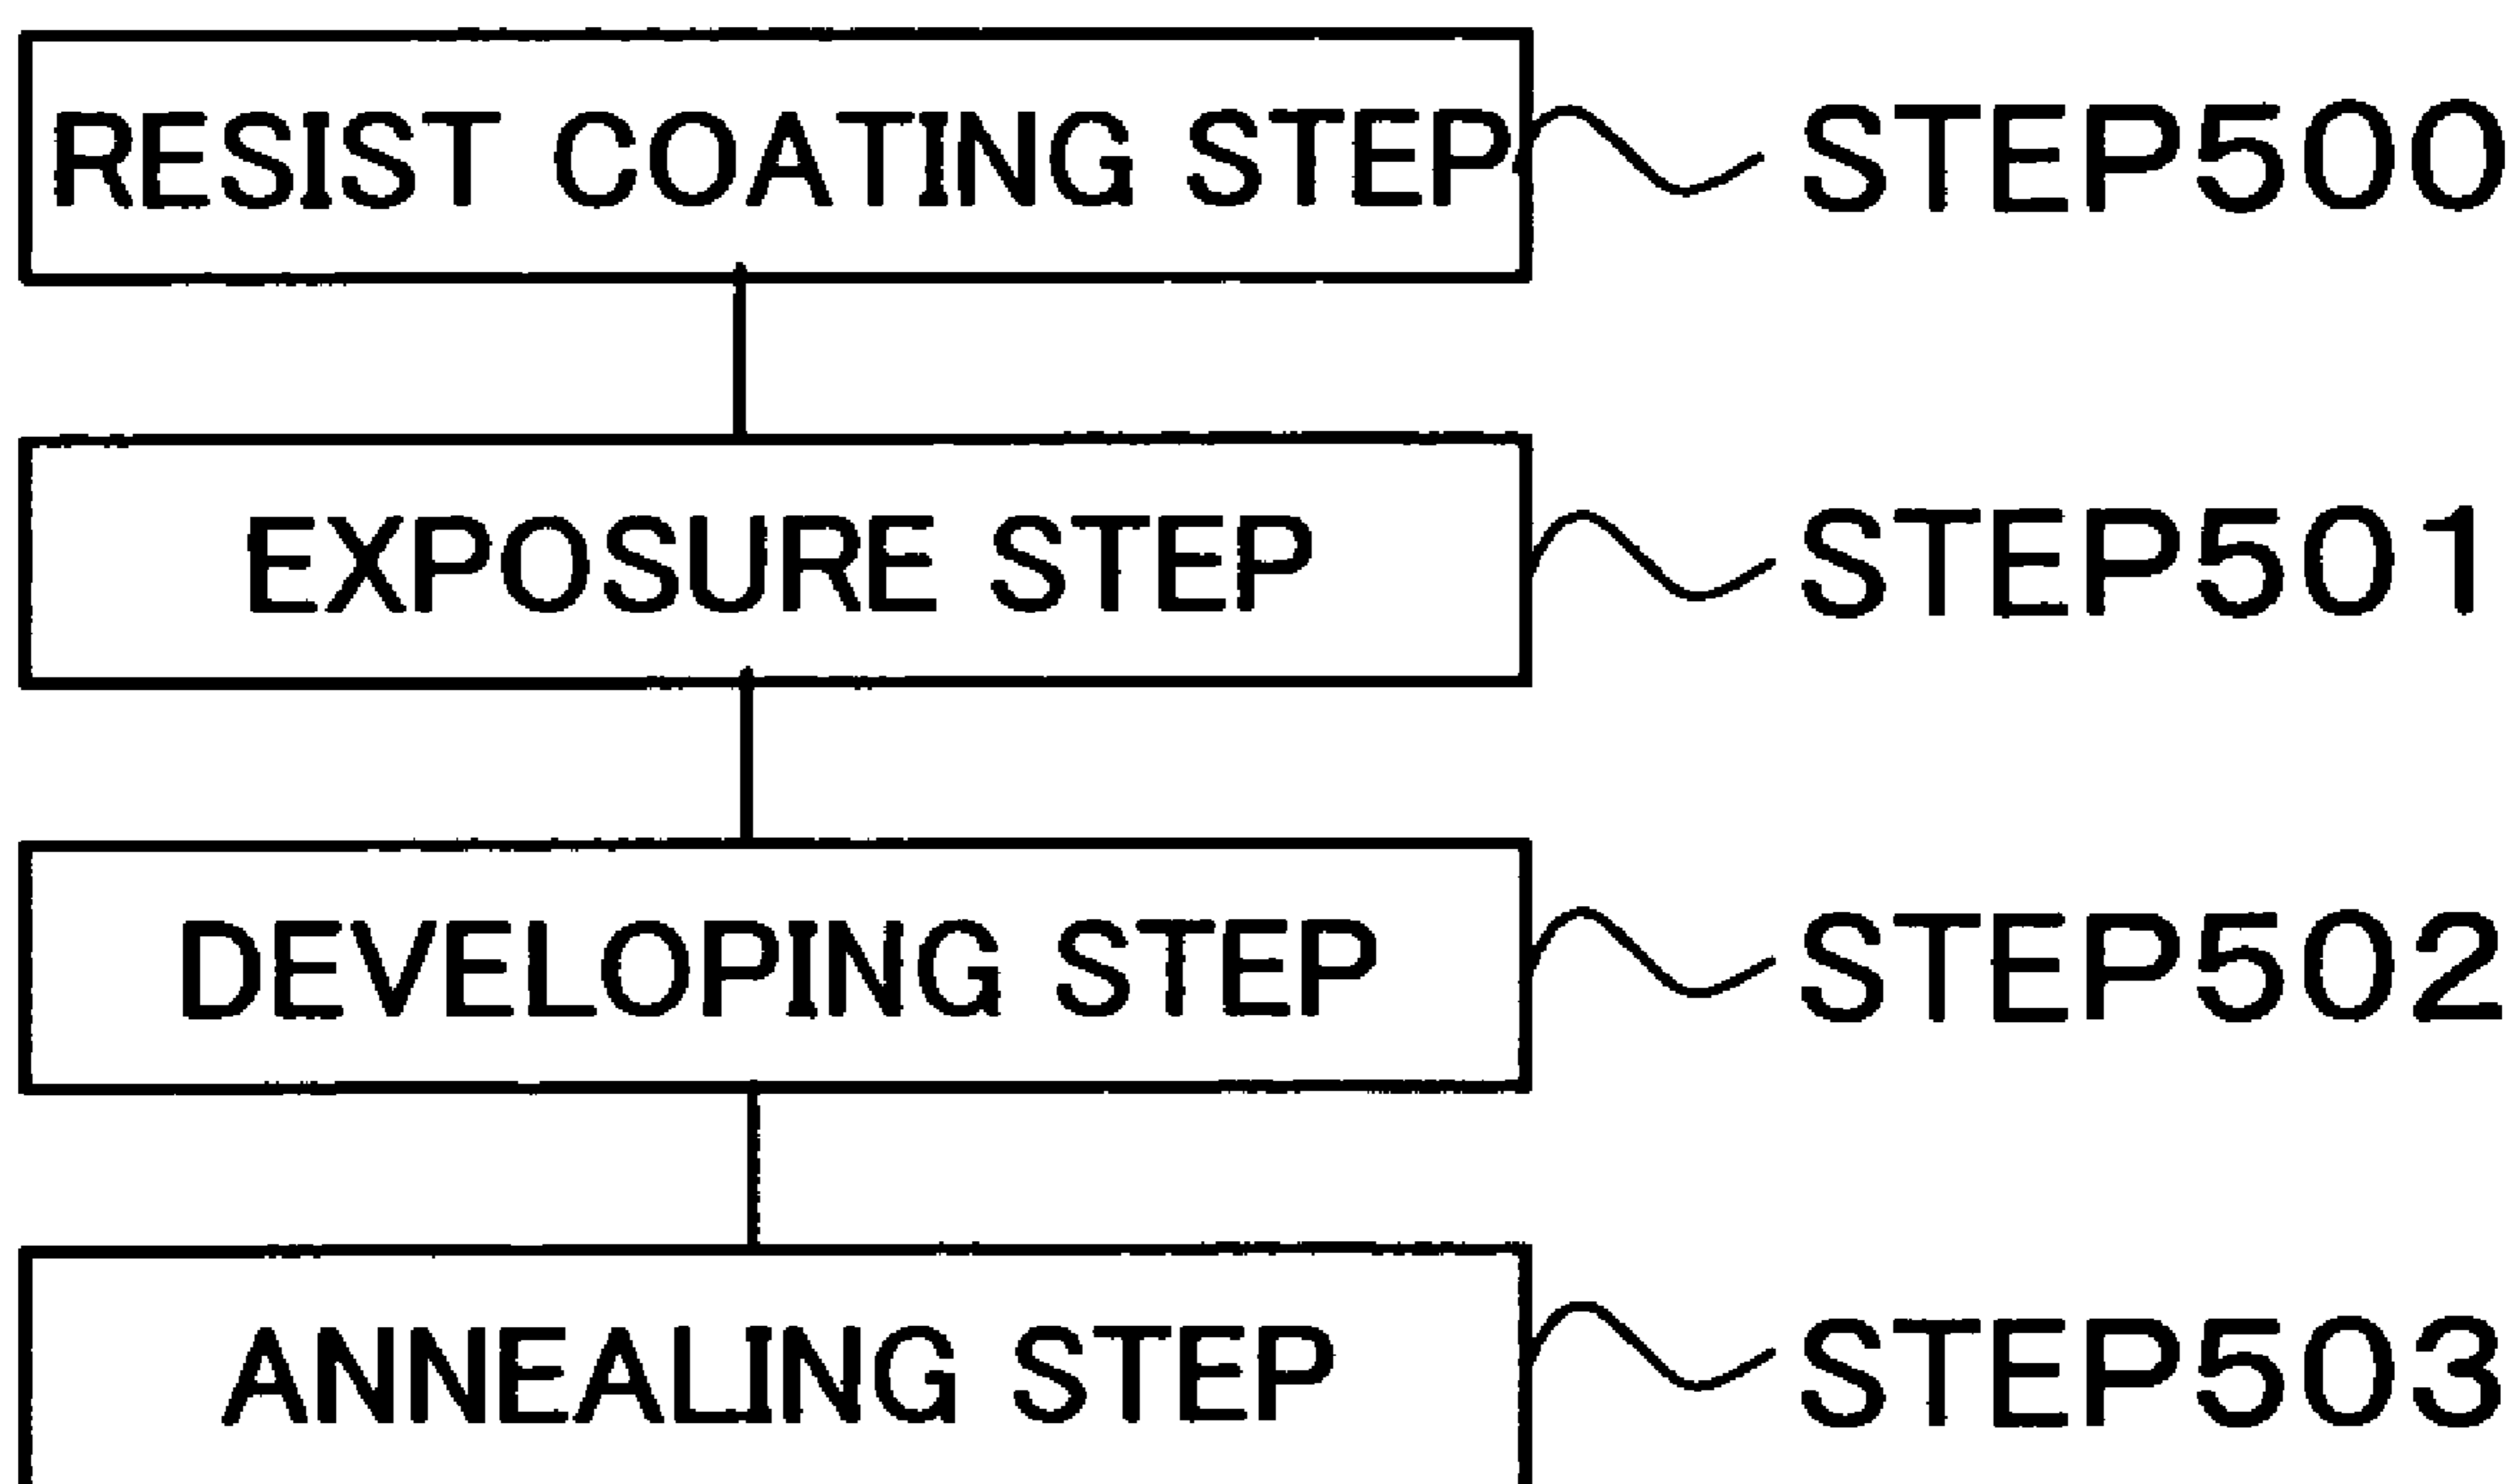 RESIST COATING STEP STEP500
EXPOSURE STEP STEP501
DEVELOPING STEP STEP502
ANNEALING STEP STEP503